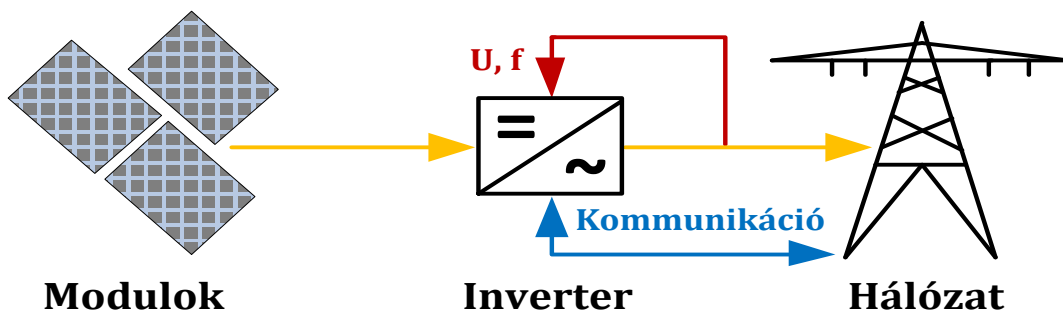 U, f
=
~
Kommunikáció
Modulok
Inverter
Hálózat